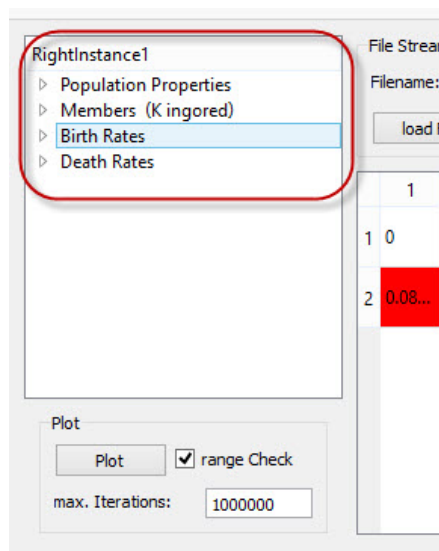 RightInstance1
Population Properties
Members (K ingored)
Birth Rates
Death Rates
File Strea
Filename:
load
1
1 0
2 0.08...
Plot
Plot
range Check
max. Iterations: 1000000